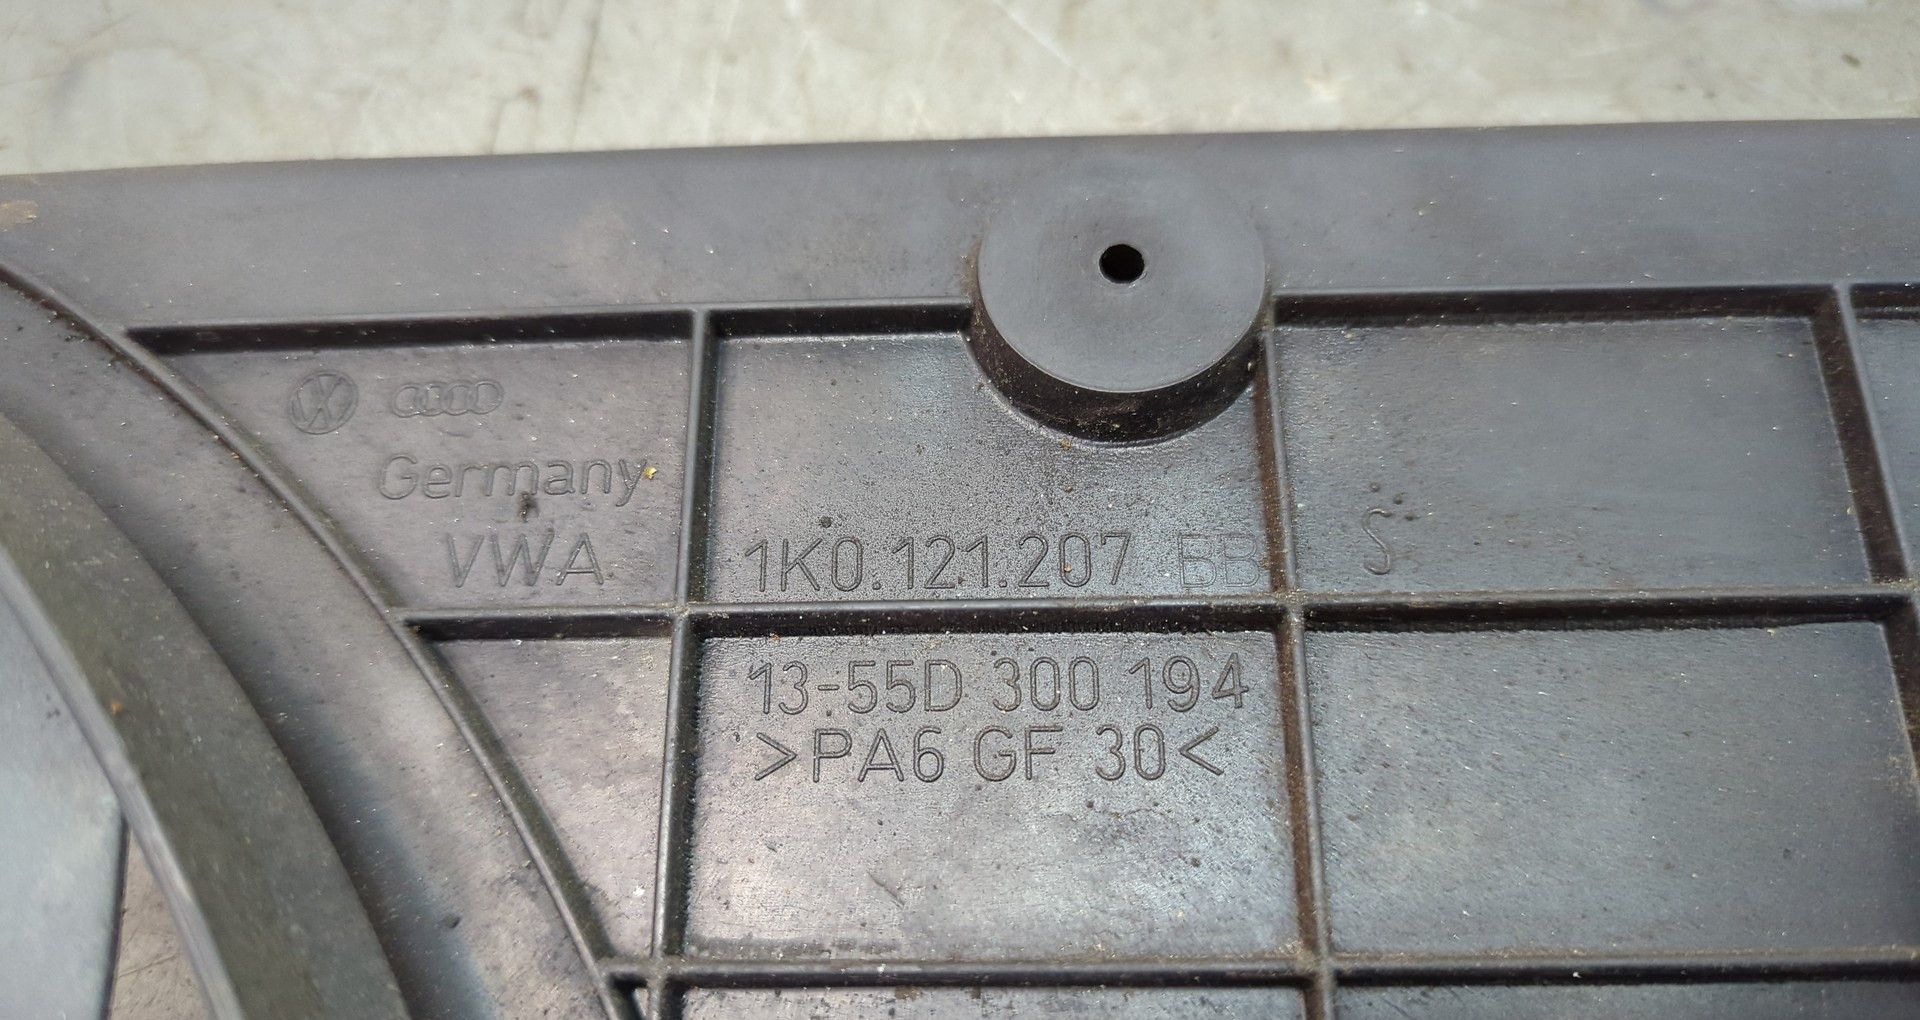 Germany
VWA
1K0.121.207 BB S
13-55D 300 194
>PA6 GF 30<